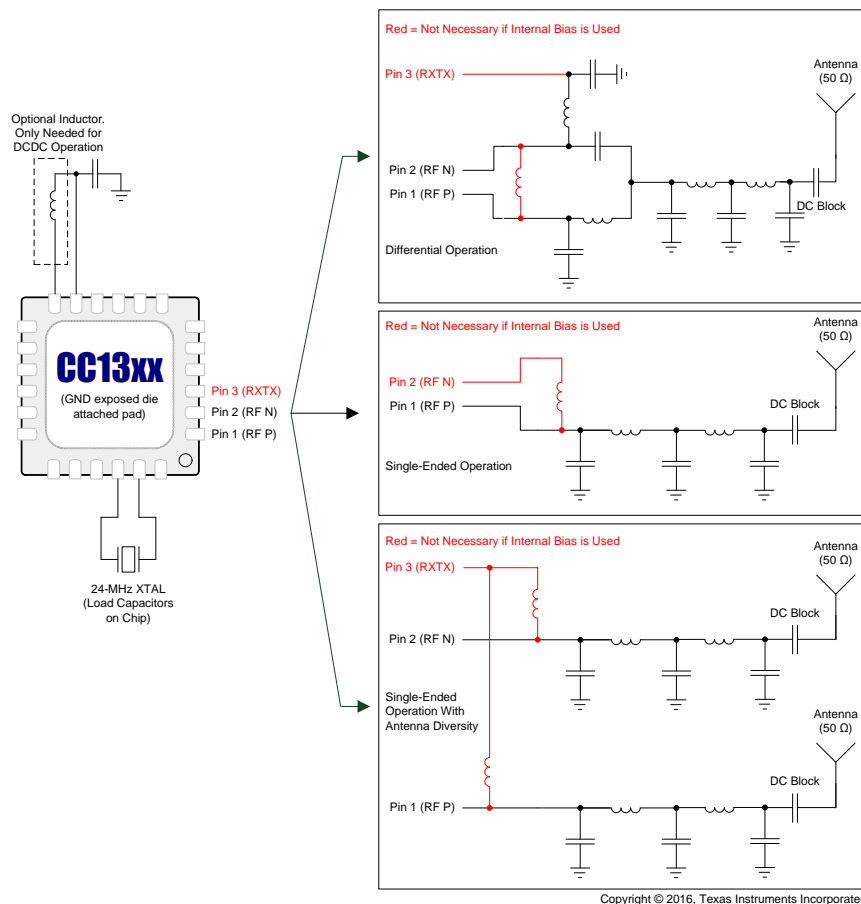 Optional Inductor.
Only Needed for
DCDC Operation
CC13xx
(GND exposed die
attached pad)
Pin 3 (RXTX)
Pin 2 (RF N)
Pin 1 (RF P)
24-MHz XTAL
(Load Capacitors
on Chip)
Red = Not Necessary if Internal Bias is Used
Antenna
(50 Ω)
Pin 3 (RXTX)
Pin 2 (RF N)
Pin 1 (RF P)
DC Block
Differential Operation
Red = Not Necessary if Internal Bias is Used
Antenna
(50 Ω)
Pin 2 (RF N)
Pin 1 (RF P)
DC Block
Single-Ended Operation
Red = Not Necessary if Internal Bias is Used
Pin 3 (RXTX)
Antenna
(50 Ω)
DC Block
Pin 2 (RF N)
Single-Ended
Operation With
Antenna Diversity
Antenna
(50 Ω)
DC Block
Pin 1 (RF P)
Copyright © 2016, Texas Instruments Incorporate